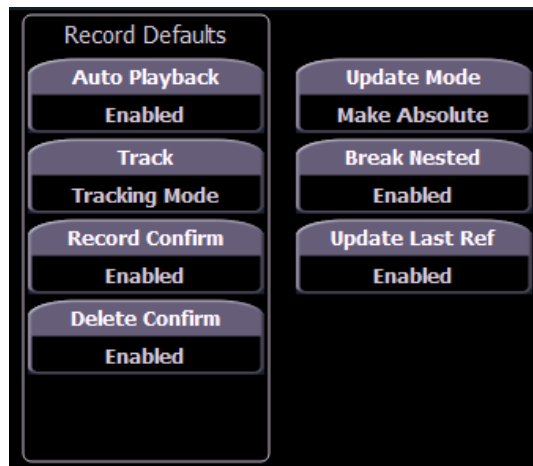 Record Defaults
Auto Playback
Enabled
Track
Tracking Mode
Record Confirm
Enabled
Delete Confirm
Enabled
Update Mode
Make Absolute
Break Nested
Enabled
Update Last Ref
Enabled